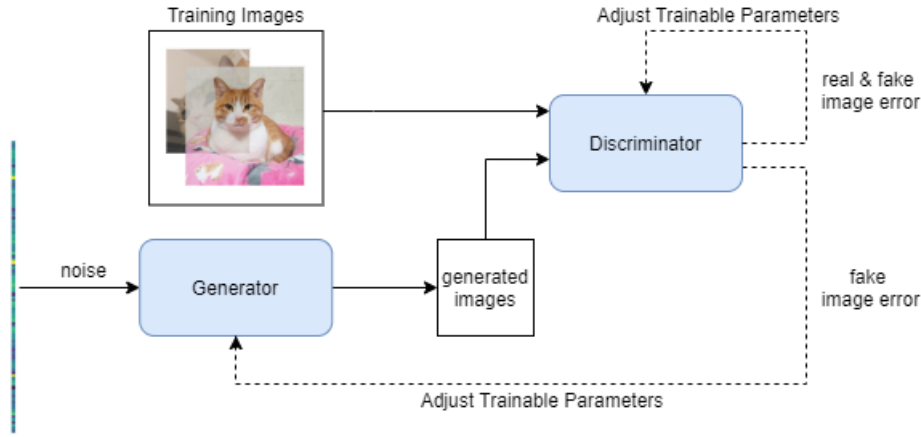 Training Images
Adjust Trainable Parameters
real & fake
image error
Discriminator
noise
Generator
generated
images
fake
image error
Adjust Trainable Parameters